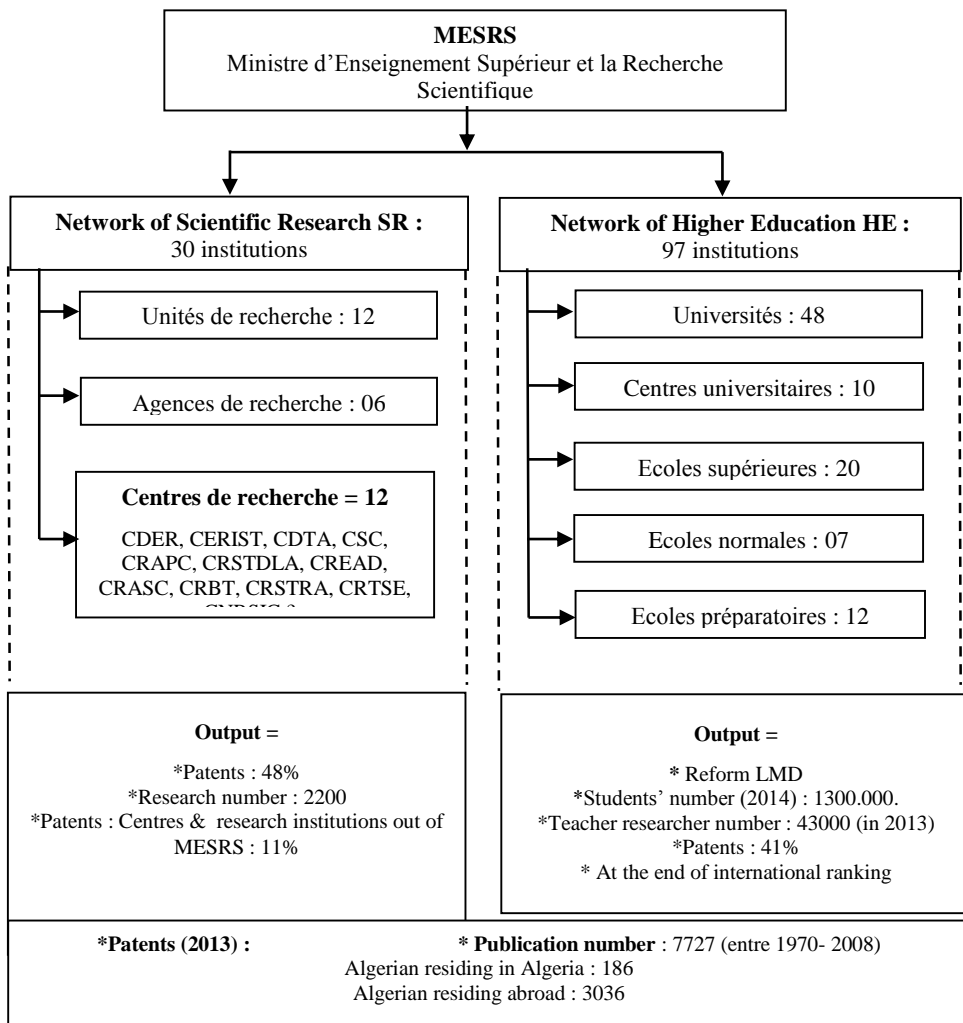 MESRS
Ministre d'Enseignement Supérieur et la Recherche
Scientifique
Network of Scientific Research SR :
30 institutions
Unités de recherche : 12
Agences de recherche : 06
Centres de recherche = 12
CDER, CERIST, CDTA, CSC,
CRAPC, CRSTDLA, CREAD,
CRASC, CRBT, CRSTRA, CRTSE,
Network of Higher Education HE :
97 institutions
Universités : 48
Centres universitaires : 10
Ecoles supérieures : 20
Ecoles normales : 07
Ecoles préparatoires : 12
Output =
*Patents : 48%
*Research number : 2200
*Patents : Centres & research institutions out of
MESRS : 11%
Output =
* Reform LMD
*Students' number (2014) : 1300.000.
*Teacher researcher number : 43000 (in 2013)
*Patents : 41%
* At the end of international ranking
*Patents (2013) : * Publication number : 7727 (entre 1970- 2008)
Algerian residing in Algeria : 186
Algerian residing abroad : 3036